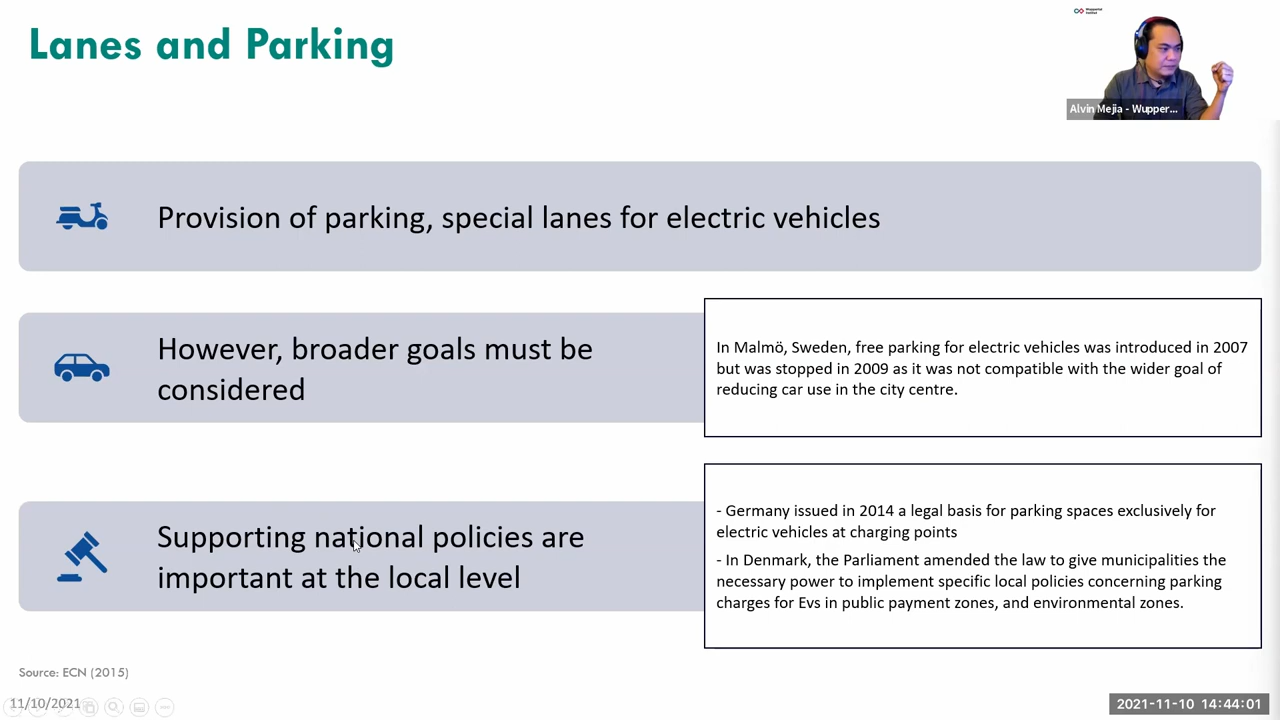 Lanes and Parking
Wuppertal
Institut
Alvin Mejia - Wupper...
Provision of parking, special lanes for electric vehicles
However, broader goals must be
considered
In Malmö, Sweden, free parking for electric vehicles was introduced in 2007
but was stopped in 2009 as it was not compatible with the wider goal of
reducing car use in the city centre.
Supporting national policies are
important at the local level
- Germany issued in 2014 a legal basis for parking spaces exclusively for
electric vehicles at charging points
- In Denmark, the Parliament amended the law to give municipalities the
necessary power to implement specific local policies concerning parking
charges for Evs in public payment zones, and environmental zones.
Source: ECN (2015)
11/10/2021
2021-11-10 14:44:01